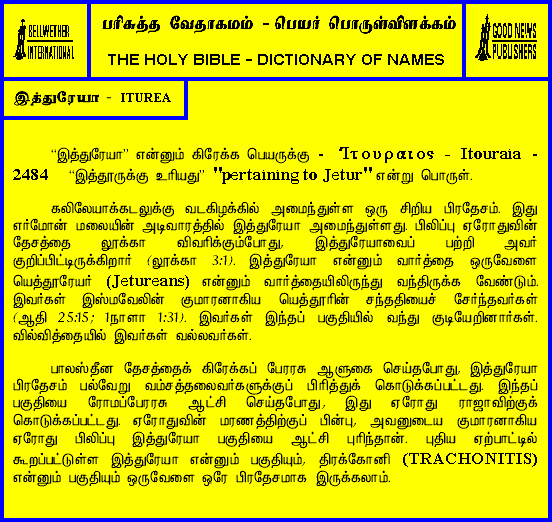 BELLWETHER
INTERNATIONAL
பரிசுத்த வேதாகமம் - பெயர் பொருள்விளக்கம்
THE HOLY BIBLE - DICTIONARY OF NAMES
GOOD NEWS
PUBLISHERS
இத்துரேயா - ITUREA
“இத்துரேயா” என்னும் கிரேக்க பெயருக்கு - Ἰτουραιος - Itouraia -
2484 “இத்தூருக்கு உரியது” "pertaining to Jetur" என்று பொருள்.
கலிலேயாக்கடலுக்கு வடகிழக்கில் அமைந்துள்ள ஒரு சிறிய பிரதேசம். இது
எர்மோன் மலையின் அடிவாரத்தில் இத்துரேயா அமைந்துள்ளது. பிலிப்பு ஏரோதுவின்
தேசத்தை லூக்கா விவரிக்கும்போது, இத்துரேயாவைப் பற்றி அவர்
குறிப்பிட்டிருக்கிறார் (லூக்கா 3:1). இத்துரேயா என்னும் வார்த்தை ஒருவேளை
யெத்தூரேயர் (Jetureans) என்னும் வார்த்தையிலிருந்து வந்திருக்க வேண்டும்.
இவர்கள் இஸ்மவேலின் குமாரனாகிய யெத்தூரின் சந்ததியைச் சேர்ந்தவர்கள்
(ஆதி 25:15; 1நாளா 1:31). இவர்கள் இந்தப் பகுதியில் வந்து குடியேறினார்கள்.
வில்வித்தையில் இவர்கள் வல்லவர்கள்.
பாலஸ்தீன தேசத்தைக் கிரேக்கப் பேரரசு ஆளுகை செய்தபோது, இத்துரேயா
பிரதேசம் பல்வேறு வம்சத்தலைவர்களுக்குப் பிரித்துக் கொடுக்கப்பட்டது. இந்தப்
பகுதியை ரோமப்பேரரசு ஆட்சி செய்தபோது, இது ஏரோது ராஜாவிற்குக்
கொடுக்கப்பட்டது. ஏரோதுவின் மரணத்திற்குப் பின்பு, அவனுடைய குமாரனாகிய
ஏரோது பிலிப்பு இத்துரேயா பகுதியை ஆட்சி புரிந்தான். புதிய ஏற்பாட்டில்
கூறப்பட்டுள்ள இத்துரேயா என்னும் பகுதியும், திரக்கோனி (TRACHONITIS)
என்னும் பகுதியும் ஒருவேளை ஒரே பிரதேசமாக இருக்கலாம்.